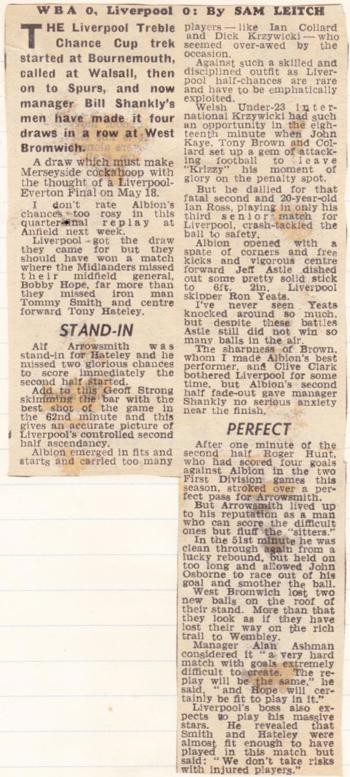 WBA 0, Liverpool 0: By SAM LEITCH
THE Liverpool Treble
Chance Cup trek
started at Bournemouth,
called at Walsall, then
on to Spurs, and now
manager Bill Shankly's
men have made it four
draws in a row at West
Bromwich.
A draw which must make
Merseyside cockahoop with
the thought of a Liverpool-
Everton Final on May 18.
I don't rate Albion's
chances too rosy in this
quarter-final replay at
Anfield next week.
Liverpool got the draw
they came for but they
should have won a match
where the Midlanders missed
their midfield general,
Bobby Hope, far more than
they missed iron man
Tommy Smith and centre
forward Tony Hateley.
STAND-IN
Alf Arrowsmith was
stand-in for Hateley and he
missed two glorious chances
to score immediately the
second half started.
Add to this Geoff Strong
skimming the bar with the
best shot of the game in
the 62nd minute and this
gives an accurate picture of
Liverpool's controlled second
half ascendancy.
Albion emerged in fits and
starts and carried too many
players—like Ian Collard
and Dick Krzywicki—who
seemed over-awed by the
occasion.
Against such a skilled and
disciplined outfit as Liver-
pool half-chances are rare
and have to be emphatically
exploited.
Welsh Under-23 inter-
national Krzywicki had such
an opportunity in the eigh-
teenth minute when John
Kaye, Tony Brown and Col-
lard set up a gem of attack-
ing football to leave
"Krizzy" his moment of
glory on the penalty spot.
But he dallied for that
fatal second and 20-year-old
Ian Ross, playing in only his
third senior match for
Liverpool, crash-tackled the
ball to safety.
Albion opened with a
spate of corners and free
kicks and vigorous centre
forward Jeff Astle dished
out some pretty solid stick
to 6ft. 2in. Liverpool
skipper Ron Yeats.
I've never seen Yeats
knocked around so much,
but despite these battles
Astle still did not win so
many balls in the air.
The sharpness of Brown,
whom I made Albion's best
performer, and Clive Clark
bothered Liverpool for some
time, but Albion's second
half fade-out gave manager
Shankly no serious anxiety
near the finish.
PERFECT
After one minute of the
second half Roger Hunt,
who had scored four goals
against Albion in the two
First Division games this
season, stroked over a per-
fect pass for Arrowsmith.
But Arrowsmith lived up
to his reputation as a man
who can score the difficult
ones but fluff the "sitters."
In the 51st minute he was
clean through again from a
lucky rebound, but held on
too long and allowed John
Osborne to race out of his
goal and smother the ball.
West Bromwich lost two
new balls on the roof of
their stand. More than that
they look as if they have
lost their way on the rich
trail to Wembley.
Manager Alan Ashman
considered it "a very hard
match with goals extremely
difficult to create. The re-
play will be the same," he
said, "and Hope will cer-
tainly be fit to play in it."
Liverpool's boss also ex-
pects to play his massive
stars. He revealed that
Smith and Hateley were
almost fit enough to have
played in this match but
said: "We don't take risks
with injured players."